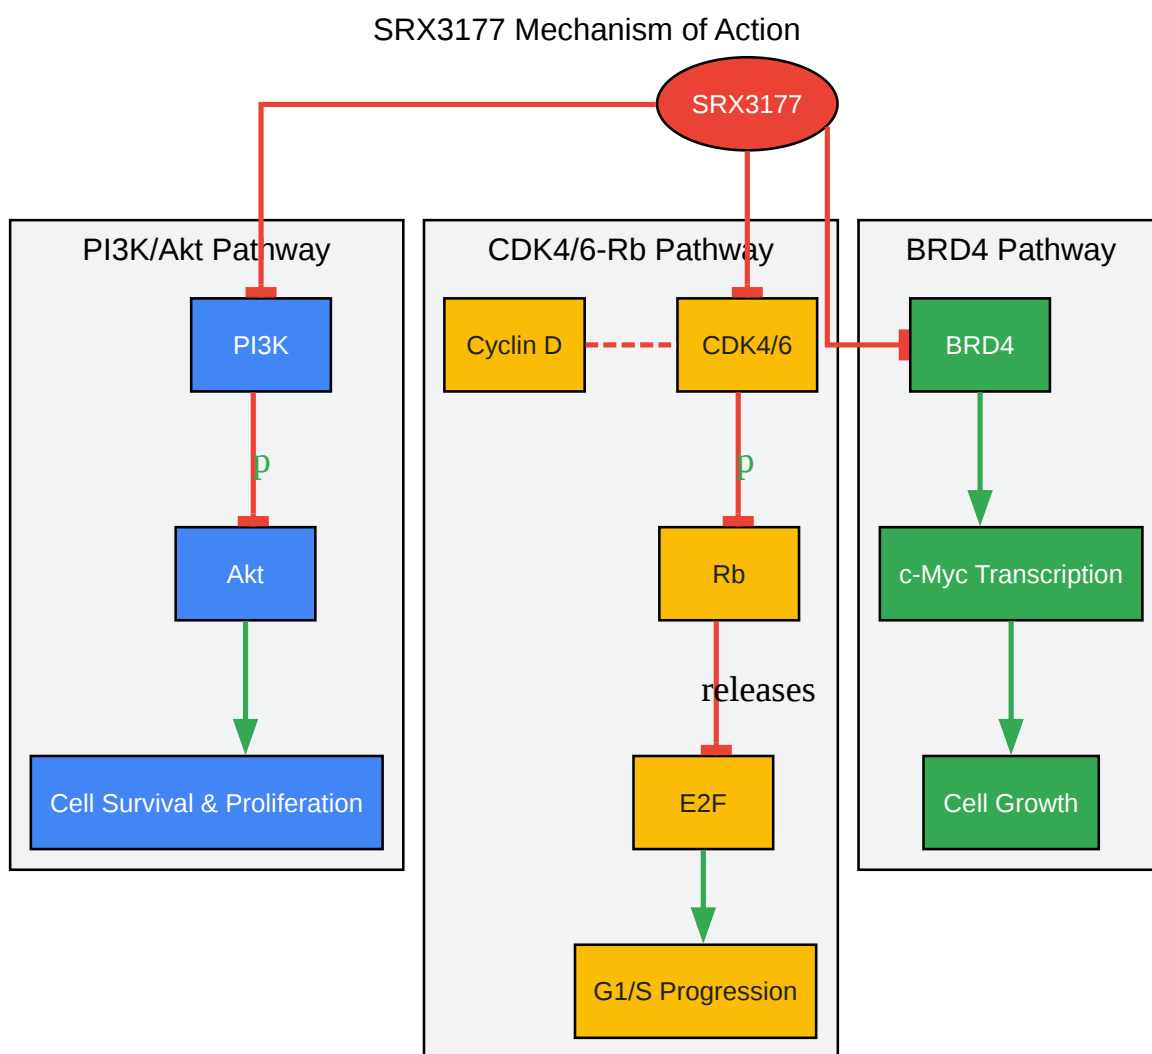 SRX3177 Mechanism of Action
SRX3177
PI3K/Akt Pathway
CDK4/6-Rb Pathway
BRD4 Pathway
PI3K
Cyclin D
CDK4/6
BRD4
p
p
Akt
Rb
c-Myc Transcription
releases
Cell Survival & Proliferation
E2F
Cell Growth
G1/S Progression